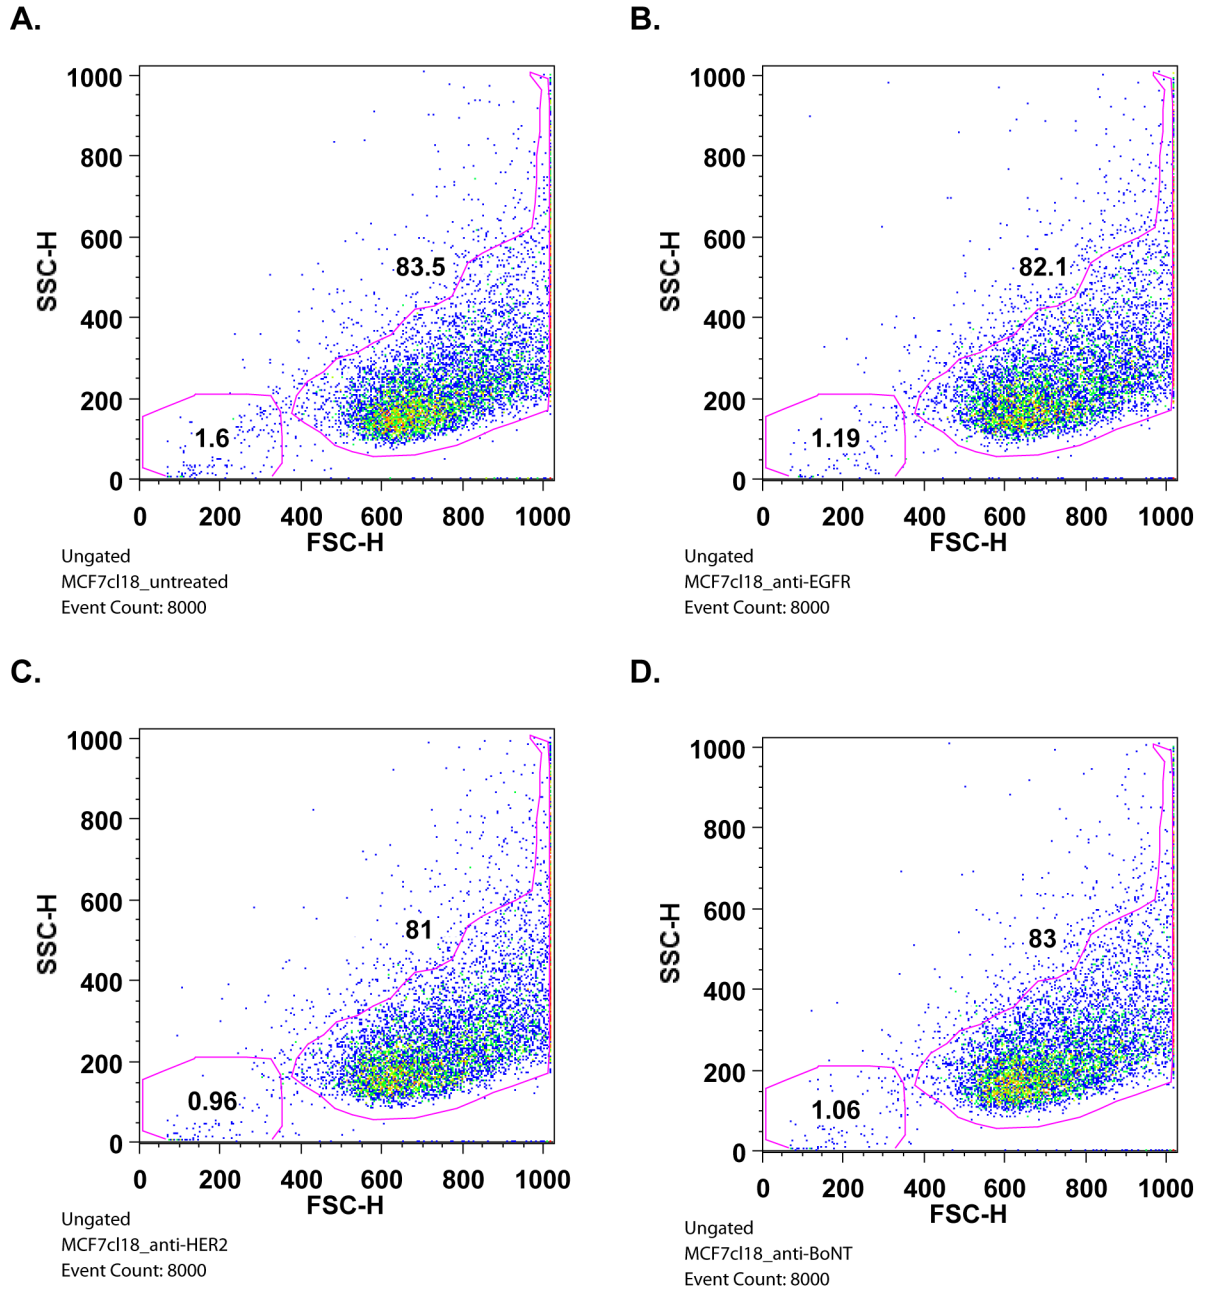 A.
1000
800
600
400
200
0
SSC-H
83.5
1.6
0 200 400 600 800 1000
FSC-H
Ungated
MCF7cl18_untreated
Event Count: 8000
B.
1000
800
600
400
200
0
SSC-H
82.1
1.19
0 200 400 600 800 1000
FSC-H
Ungated
MCF7cl18_anti-EGFR
Event Count: 8000
C.
1000
800
600
400
200
0
SSC-H
81
0.96
0 200 400 600 800 1000
FSC-H
Ungated
MCF7cl18_anti-HER2
Event Count: 8000
D.
1000
800
600
400
200
0
SSC-H
83
1.06
0 200 400 600 800 1000
FSC-H
Ungated
MCF7cl18_anti-BoNT
Event Count: 8000